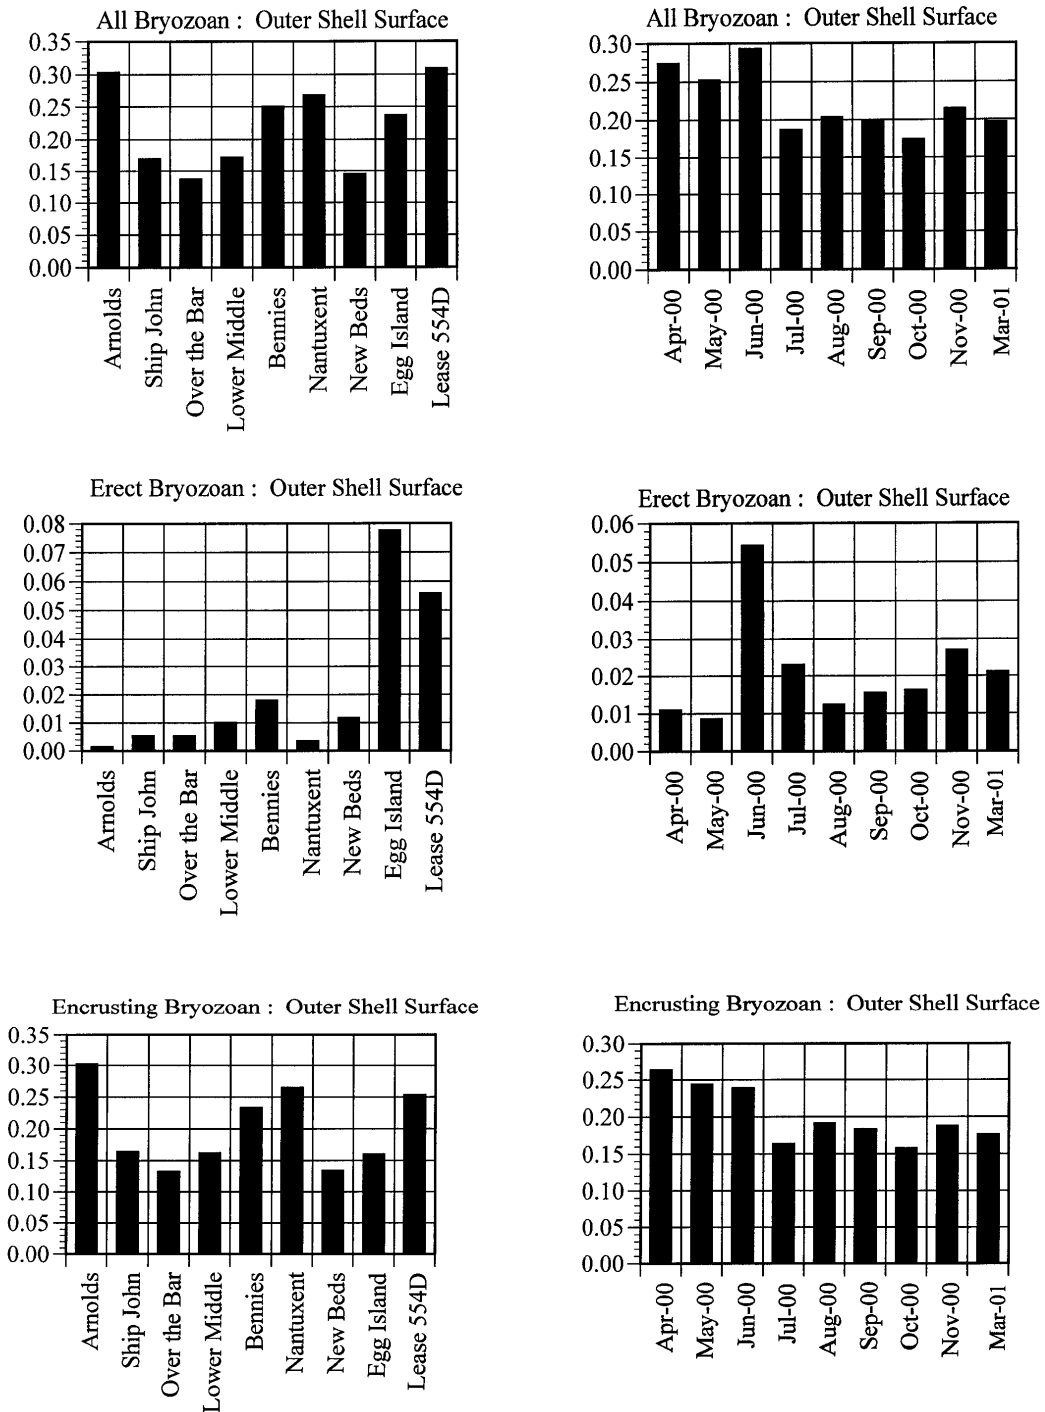 All Bryozoan : Outer Shell Surface
0.35
0.30
0.25
0.20
0.15
0.10
0.05
0.00
Arnolds
Ship John
Over the Bar
Lower Middle
Bennies
Nantuxent
New Beds
Egg Island
Lease 554D
All Bryozoan : Outer Shell Surface
0.30
0.25
0.20
0.15
0.10
0.05
0.00
Apr-00
May-00
Jun-00
Jul-00
Aug-00
Sep-00
Oct-00
Nov-00
Mar-01
Erect Bryozoan : Outer Shell Surface
0.08
0.07
0.06
0.05
0.04
0.03
0.02
0.01
0.00
Arnolds
Ship John
Over the Bar
Lower Middle
Bennies
Nantuxent
New Beds
Egg Island
Lease 554D
Erect Bryozoan : Outer Shell Surface
0.06
0.05
0.04
0.03
0.02
0.01
0.00
Apr-00
May-00
Jun-00
Jul-00
Aug-00
Sep-00
Oct-00
Nov-00
Mar-01
Encrusting Bryozoan : Outer Shell Surface
0.35
0.30
0.25
0.20
0.15
0.10
0.05
0.00
Arnolds
Ship John
Over the Bar
Lower Middle
Bennies
Nantuxent
New Beds
Egg Island
Lease 554D
Encrusting Bryozoan : Outer Shell Surface
0.30
0.25
0.20
0.15
0.10
0.05
0.00
Apr-00
May-00
Jun-00
Jul-00
Aug-00
Sep-00
Oct-00
Nov-00
Mar-01